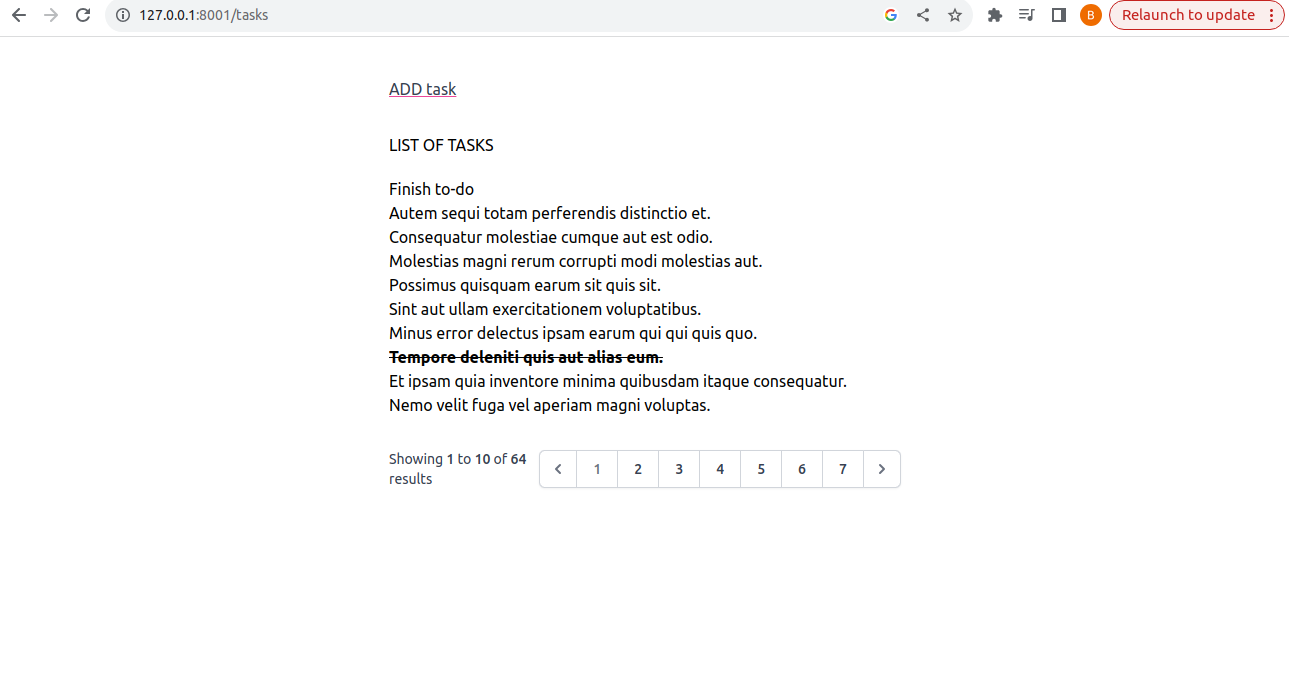 127.0.0.1:8001/tasks
B
Relaunch to update
ADD task
LIST OF TASKS
Finish to-do
Autem sequi totam perferendis distinctio et.
Consequatur molestiae cumque aut est odio.
Molestias magni rerum corrupti modi molestias aut.
Possimus quisquam earum sit quis sit.
Sint aut ullam exercitationem voluptatibus.
Minus error delectus ipsam earum qui qui quis quo.
Tempore deleniti quis aut alias eum.
Et ipsam quia inventore minima quibusdam itaque consequatur.
Nemo velit fuga vel aperiam magni voluptas.
Showing 1 to 10 of 64
results
1 2 3 4 5 6 7